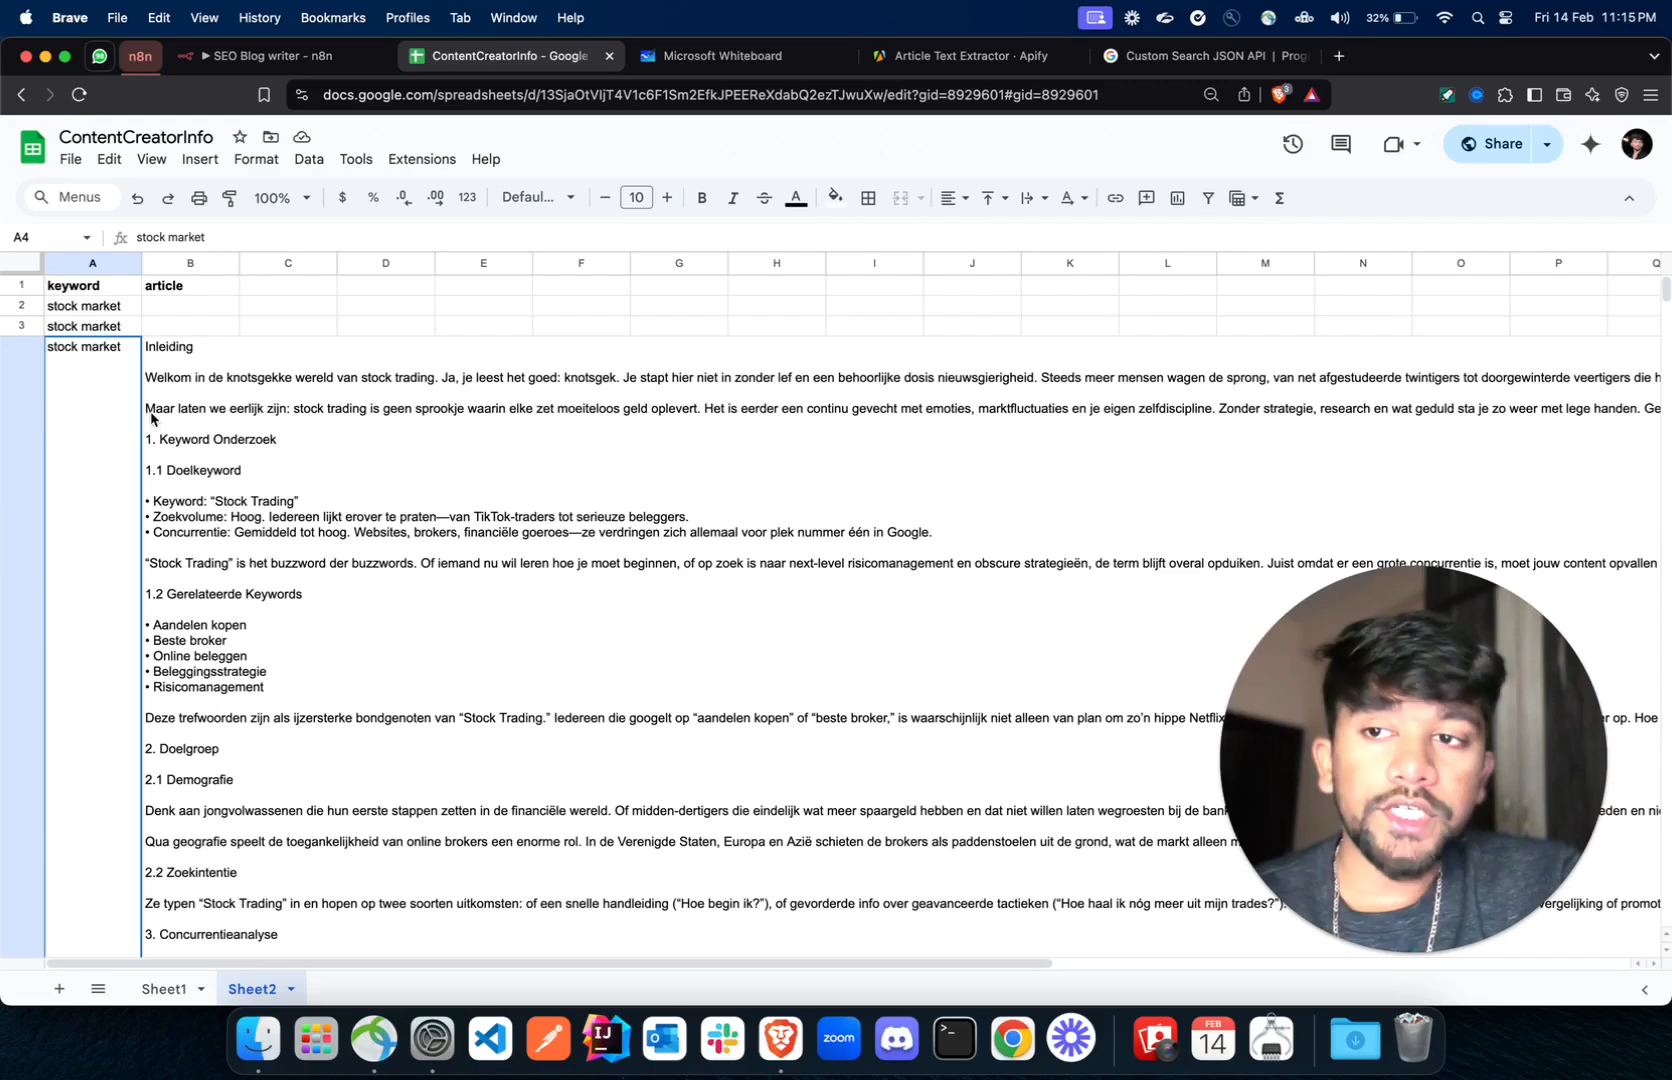 Brave File Edit View History Bookmarks Profiles Tab Window Help 32% Fri 14 Feb 11:15 PM
n8n SEO Blog writer - n8n ContentCreatorInfo - Google Microsoft Whiteboard Article Text Extractor · Apify Custom Search JSON API | Prog
docs.google.com/spreadsheets/d/13SjaOtVljT4V1c6F1Sm2EfkJPEEReXdabQ2ezTJwuXw/edit?gid=8929601#gid=8929601
ContentCreatorInfo
File Edit View Insert Format Data Tools Extensions Help
Share
Menus 100% $ % .0 .00 123 Defaul... 10 B I A
A4 stock market
A B C D E F G H I J K L M N O P Q
1 keyword article
2 stock market
3 stock market
stock market Inleiding
Welkom in de knotsgekke wereld van stock trading. Ja, je leest het goed: knotsgek. Je stapt hier niet in zonder lef en een behoorlijke dosis nieuwsgierigheid. Steeds meer mensen wagen de sprong, van net afgestudeerde twintigers tot doorgewinterde veertigers die h
Maar laten we eerlijk zijn: stock trading is geen sprookje waarin elke zet moeiteloos geld oplevert. Het is eerder een continu gevecht met emoties, marktfluctuaties en je eigen zelfdiscipline. Zonder strategie, research en wat geduld sta je zo weer met lege handen. Ge
1. Keyword Onderzoek
1.1 Doelkeyword
• Keyword: “Stock Trading”
• Zoekvolume: Hoog. Iedereen lijkt erover te praten—van TikTok-traders tot serieuze beleggers.
• Concurrentie: Gemiddeld tot hoog. Websites, brokers, financiële goeroes—ze verdringen zich allemaal voor plek nummer één in Google.
“Stock Trading” is het buzzword der buzzwords. Of iemand nu wil leren hoe je moet beginnen, of op zoek is naar next-level risicomanagement en obscure strategieën, de term blijft overal opduiken. Juist omdat er een grote concurrentie is, moet jouw content opvallen
1.2 Gerelateerde Keywords
• Aandelen kopen
• Beste broker
• Online beleggen
• Beleggingsstrategie
• Risicomanagement
Deze trefwoorden zijn als ijzersterke bondgenoten van “Stock Trading.” Iedereen die googelt op “aandelen kopen” of “beste broker,” is waarschijnlijk niet alleen van plan om zo’n hippe Netflix er op. Hoe
2. Doelgroep
2.1 Demografie
Denk aan jongvolwassenen die hun eerste stappen zetten in de financiële wereld. Of midden-dertigers die eindelijk wat meer spaargeld hebben en dat niet willen laten wegroesten bij de ban eden en ni
Qua geografie speelt de toegankelijkheid van online brokers een enorme rol. In de Verenigde Staten, Europa en Azië schieten de brokers als paddenstoelen uit de grond, wat de markt alleen m
2.2 Zoekintentie
Ze typen “Stock Trading” in en hopen op twee soorten uitkomsten: of een snelle handleiding (“Hoe begin ik?”), of gevorderde info over geavanceerde tactieken (“Hoe haal ik nóg meer uit mijn trades?”). vergelijking of promot
3. Concurrentieanalyse
Sheet1 Sheet2
zoom
FEB
14